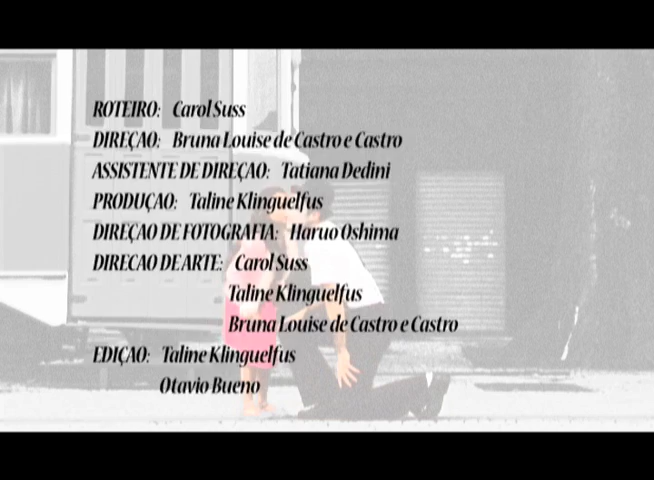 ROTEIRO: Carol Suss
DIREÇAO: Bruna Louise de Castro e Castro
ASSISTENTE DE DIREÇAO: Tatiana Dedini
PRODUÇAO: Taline Klinguelfus
DIREÇAO DE FOTOGRAFIA: Haruo Oshima
DIRECAO DE ARTE: Carol Suss
Taline Klinguelfus
Bruna Louise de Castro e Castro
EDIÇAO: Taline Klinguelfus
Otavio Bueno